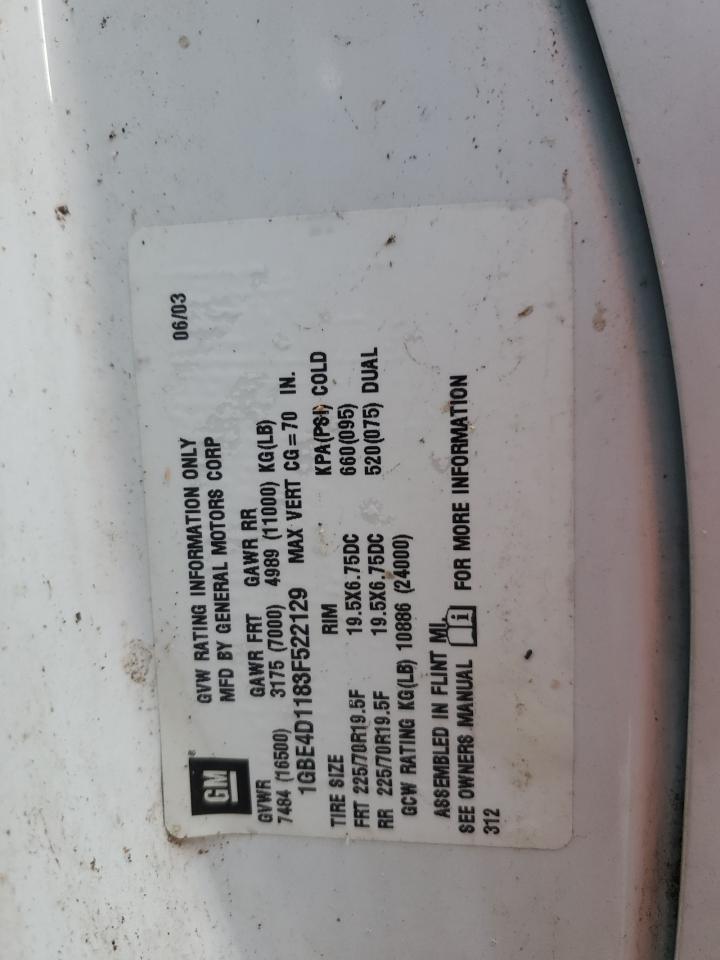 GM®
GVW RATING INFORMATION ONLY 06/03
MFD BY GENERAL MOTORS CORP
GVWR GAWR FRT GAWR RR
7484 (16500) 3175 (7000) 4989 (11000) KG(LB)
1GBE4D1183F522129 MAX VERT CG=70 IN.
TIRE SIZE RIM KPA(PSI) COLD
FRT 225/70R19.5F 19.5X6.75DC 660(095)
RR 225/70R19.5F 19.5X6.75DC 520(075) DUAL
GCW RATING KG(LB) 10886 (24000)
ASSEMBLED IN FLINT MI,
SEE OWNERS MANUAL i FOR MORE INFORMATION
312